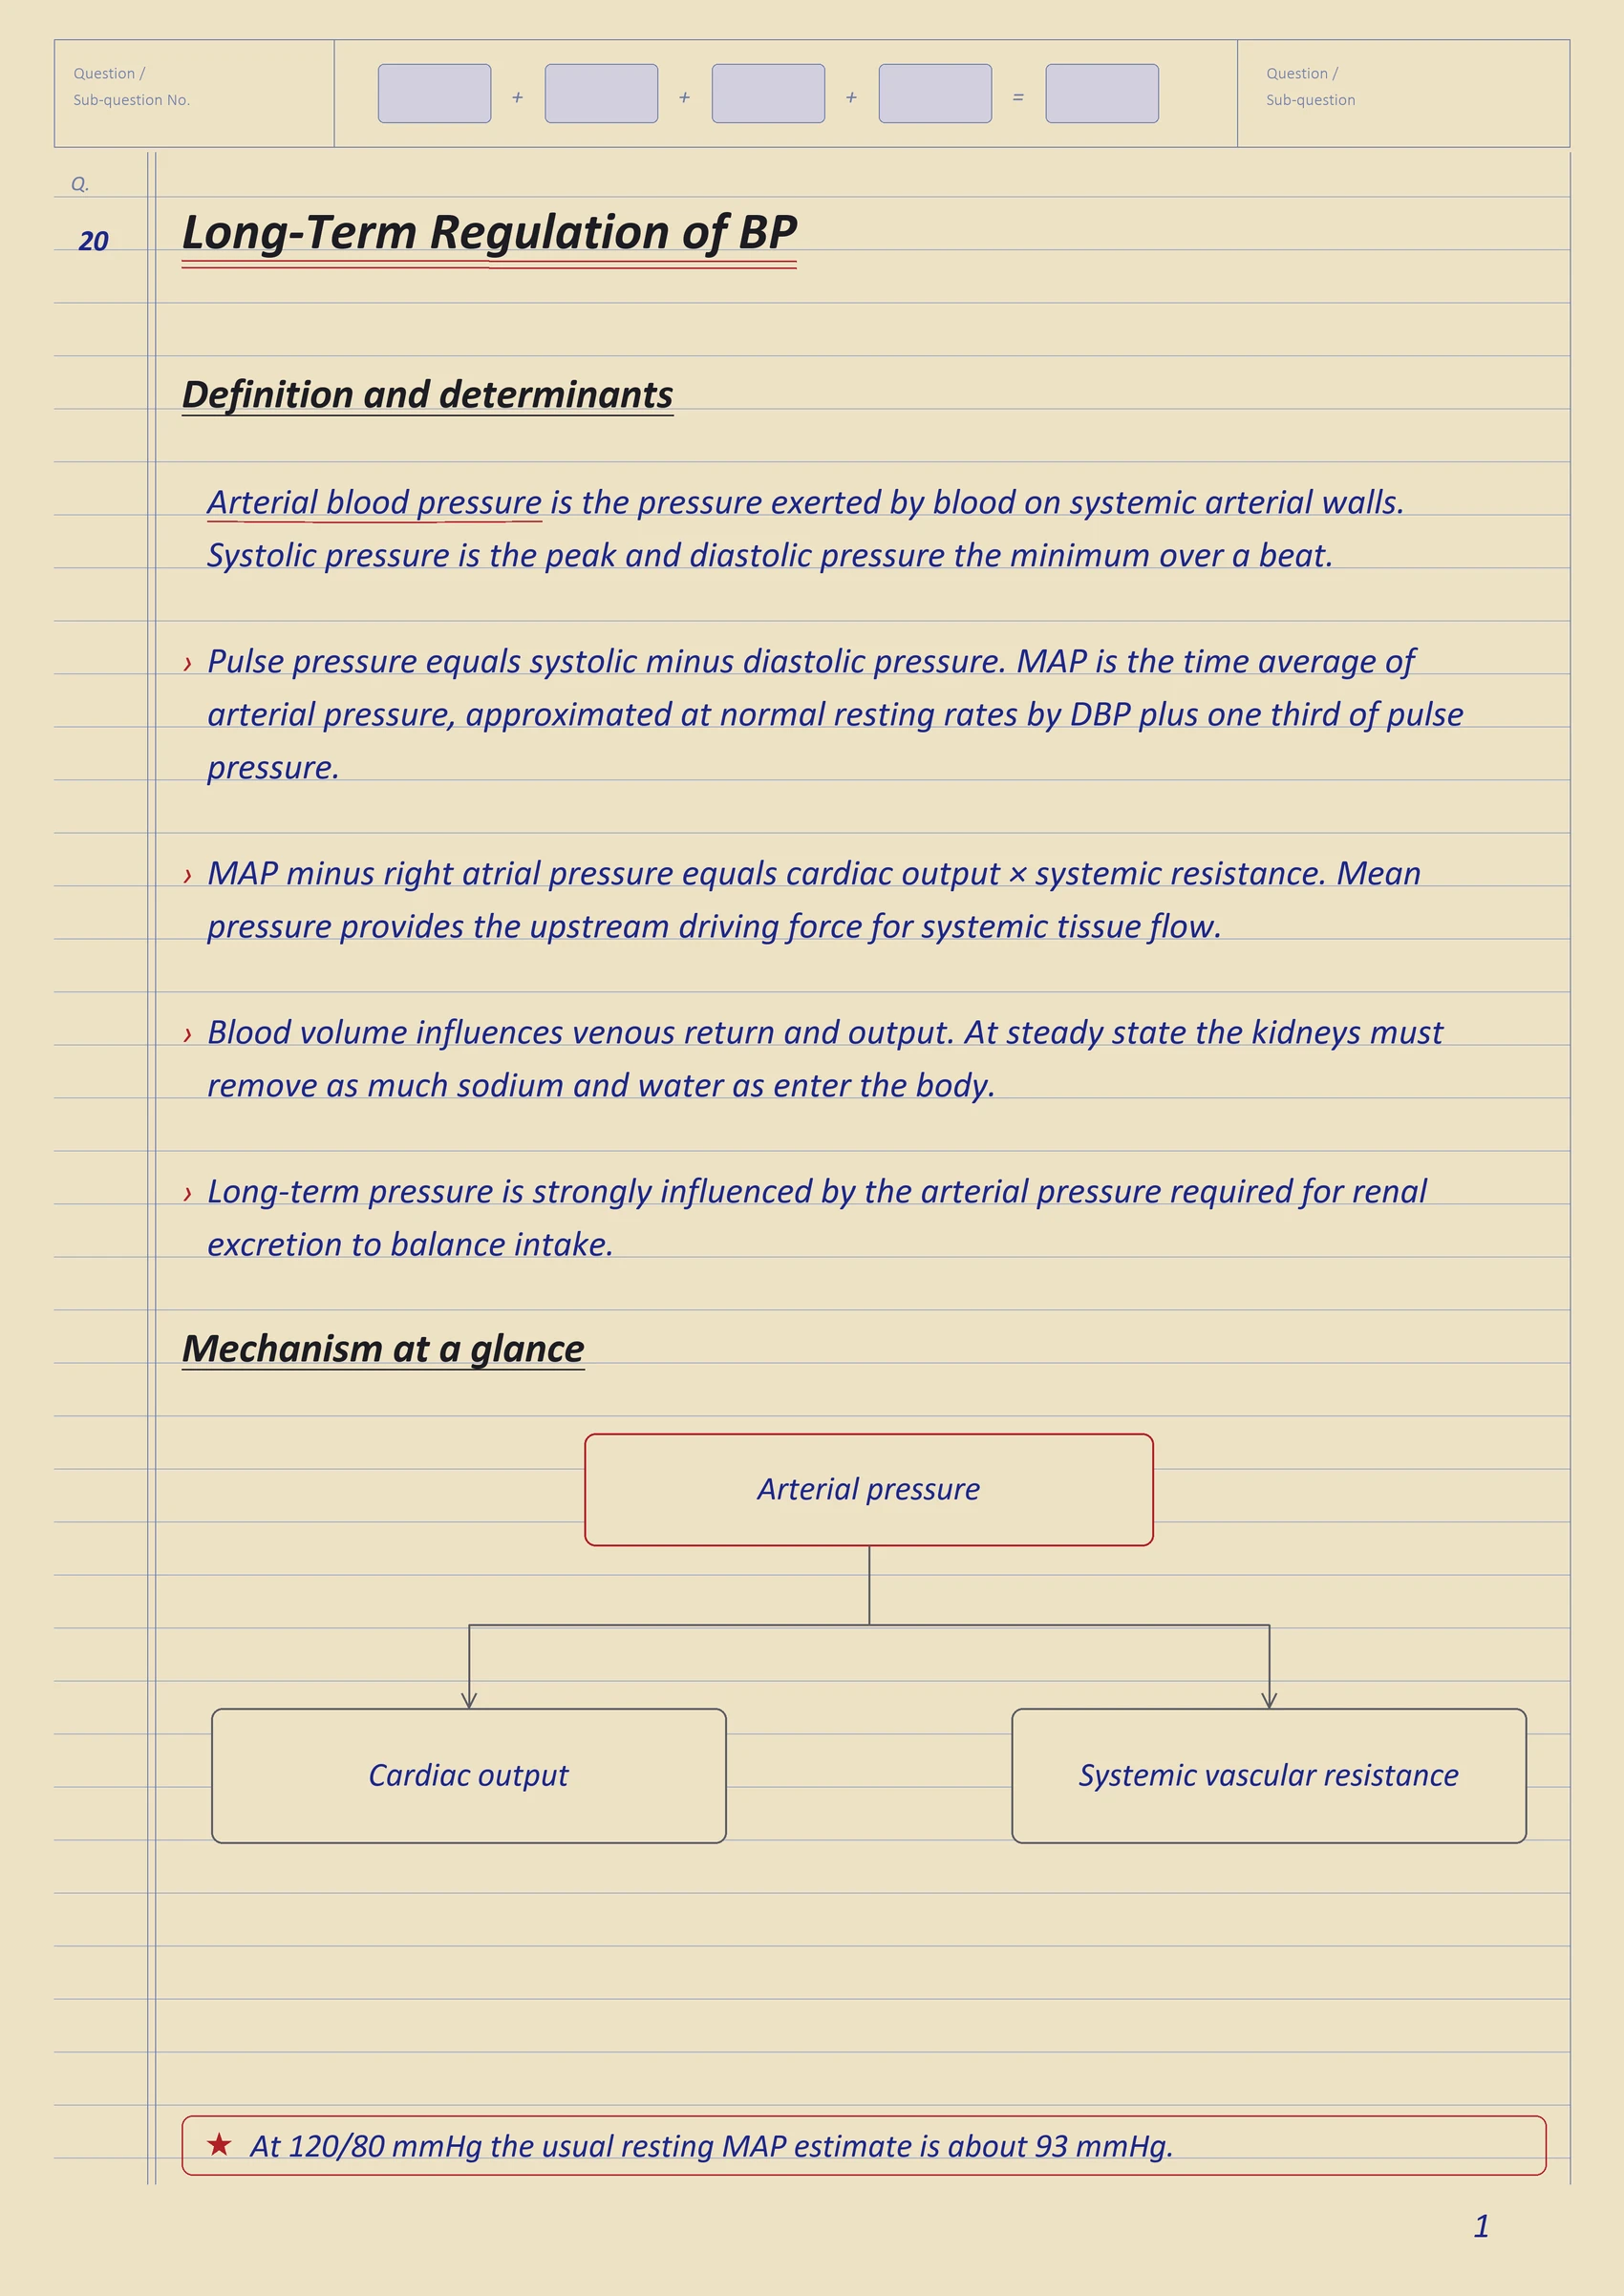 Question /
Sub-question No.
+ + + + =
Question /
Sub-question
Q.
20
Long-Term Regulation of BP
Definition and determinants
Arterial blood pressure is the pressure exerted by blood on systemic arterial walls.
Systolic pressure is the peak and diastolic pressure the minimum over a beat.
› Pulse pressure equals systolic minus diastolic pressure. MAP is the time average of
arterial pressure, approximated at normal resting rates by DBP plus one third of pulse
pressure.
› MAP minus right atrial pressure equals cardiac output × systemic resistance. Mean
pressure provides the upstream driving force for systemic tissue flow.
› Blood volume influences venous return and output. At steady state the kidneys must
remove as much sodium and water as enter the body.
› Long-term pressure is strongly influenced by the arterial pressure required for renal
excretion to balance intake.
Mechanism at a glance
Arterial pressure
Cardiac output
Systemic vascular resistance
★ At 120/80 mmHg the usual resting MAP estimate is about 93 mmHg.
1